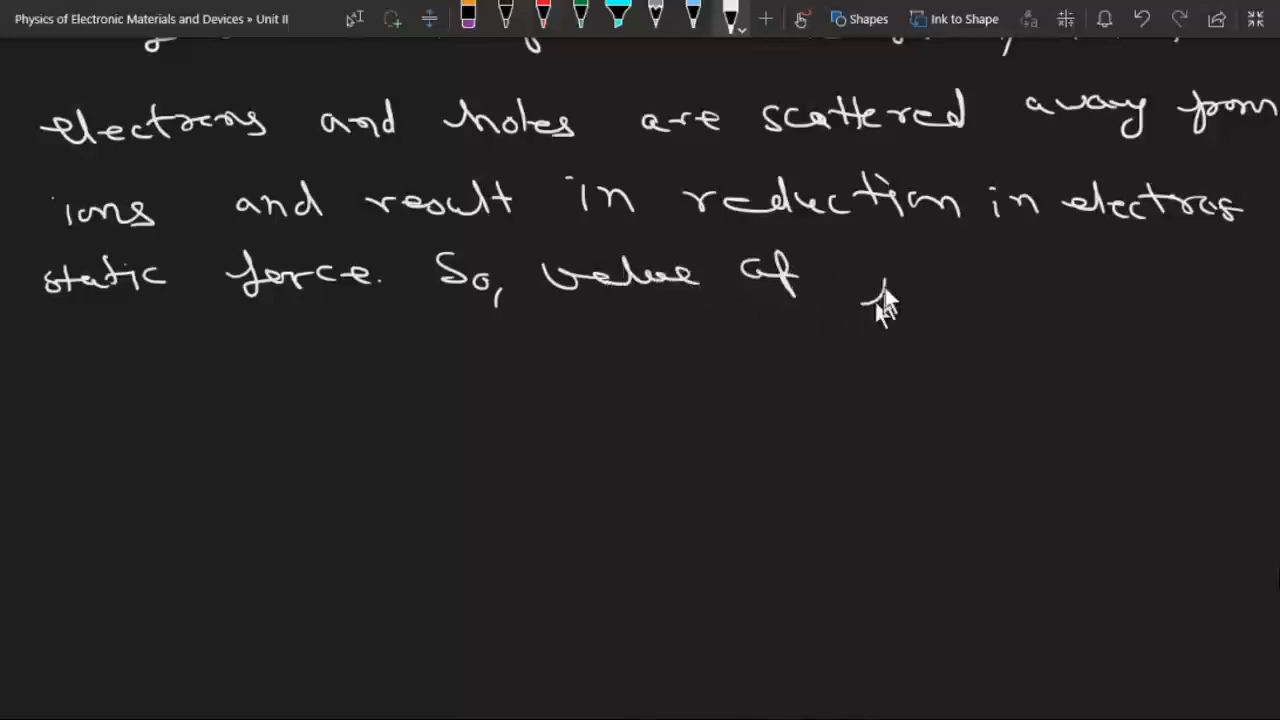 Physics of Electronic Materials and Devices » Unit II
Shapes
Ink to Shape
electrons and holes are scattered away from
ions and result in reduction in electros
static force. So, value of